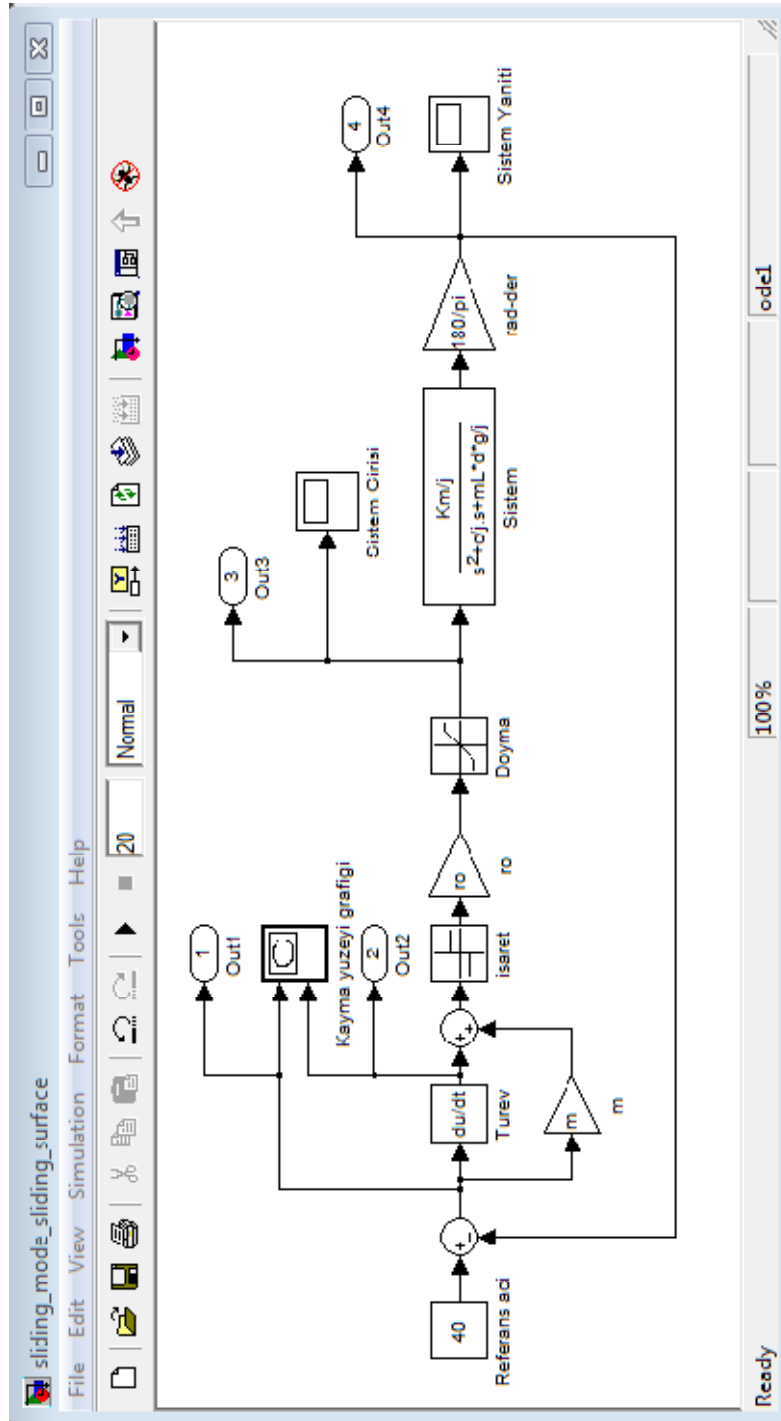 sliding_mode_sliding_surface
File Edit View Simulation Format Tools Help
20
Normal
1
Out1
Kayma yuzeyi grafigi
2
Out2
3
Out3
Sistem Girisi
4
Out4
Sistem Yaniti
40
Referans aci
+
-
du/dt
Turev
+
+
m
m
isaret
ro
ro
Doyma
Km/j
s2+c/j.s+mL*d*g/j
Sistem
180/pi
rad-der
Ready
100%
ode1